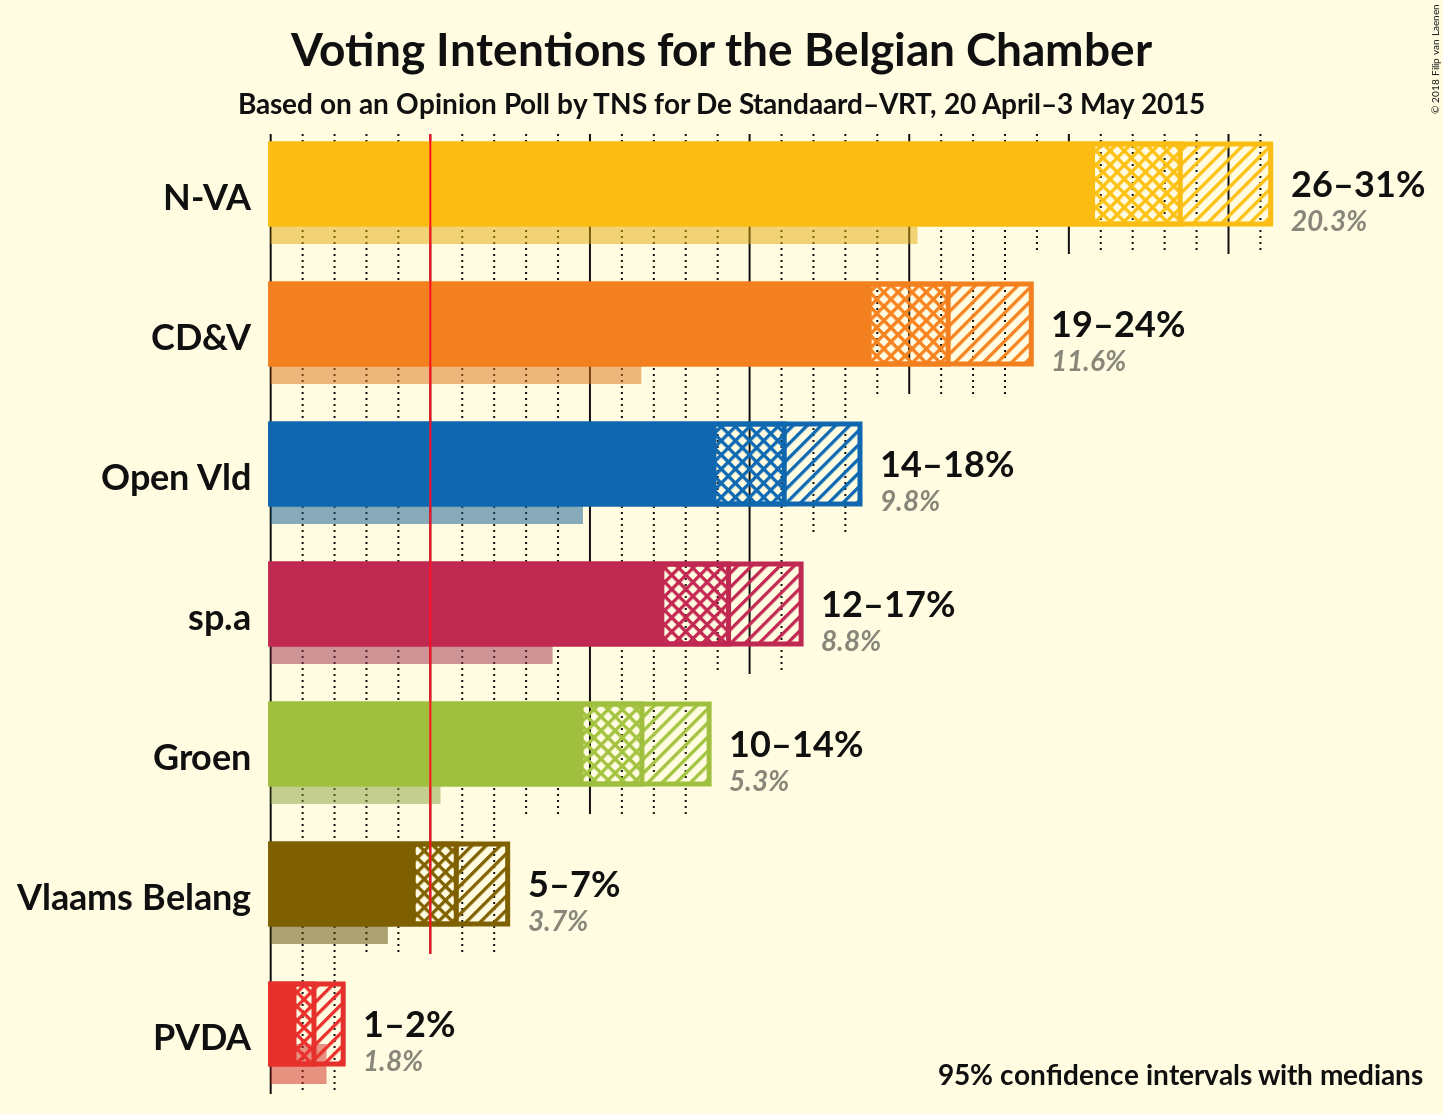 Voting Intentions for the Belgian Chamber
Based on an Opinion Poll by TNS for De Standaard–VRT, 20 April–3 May 2015
© 2018 Filip van Laenen
N-VA
26–31%
20.3%
CD&V
19–24%
11.6%
Open Vld
14–18%
9.8%
sp.a
12–17%
8.8%
Groen
10–14%
5.3%
Vlaams Belang
5–7%
3.7%
PVDA
1–2%
1.8%
95% confidence intervals with medians